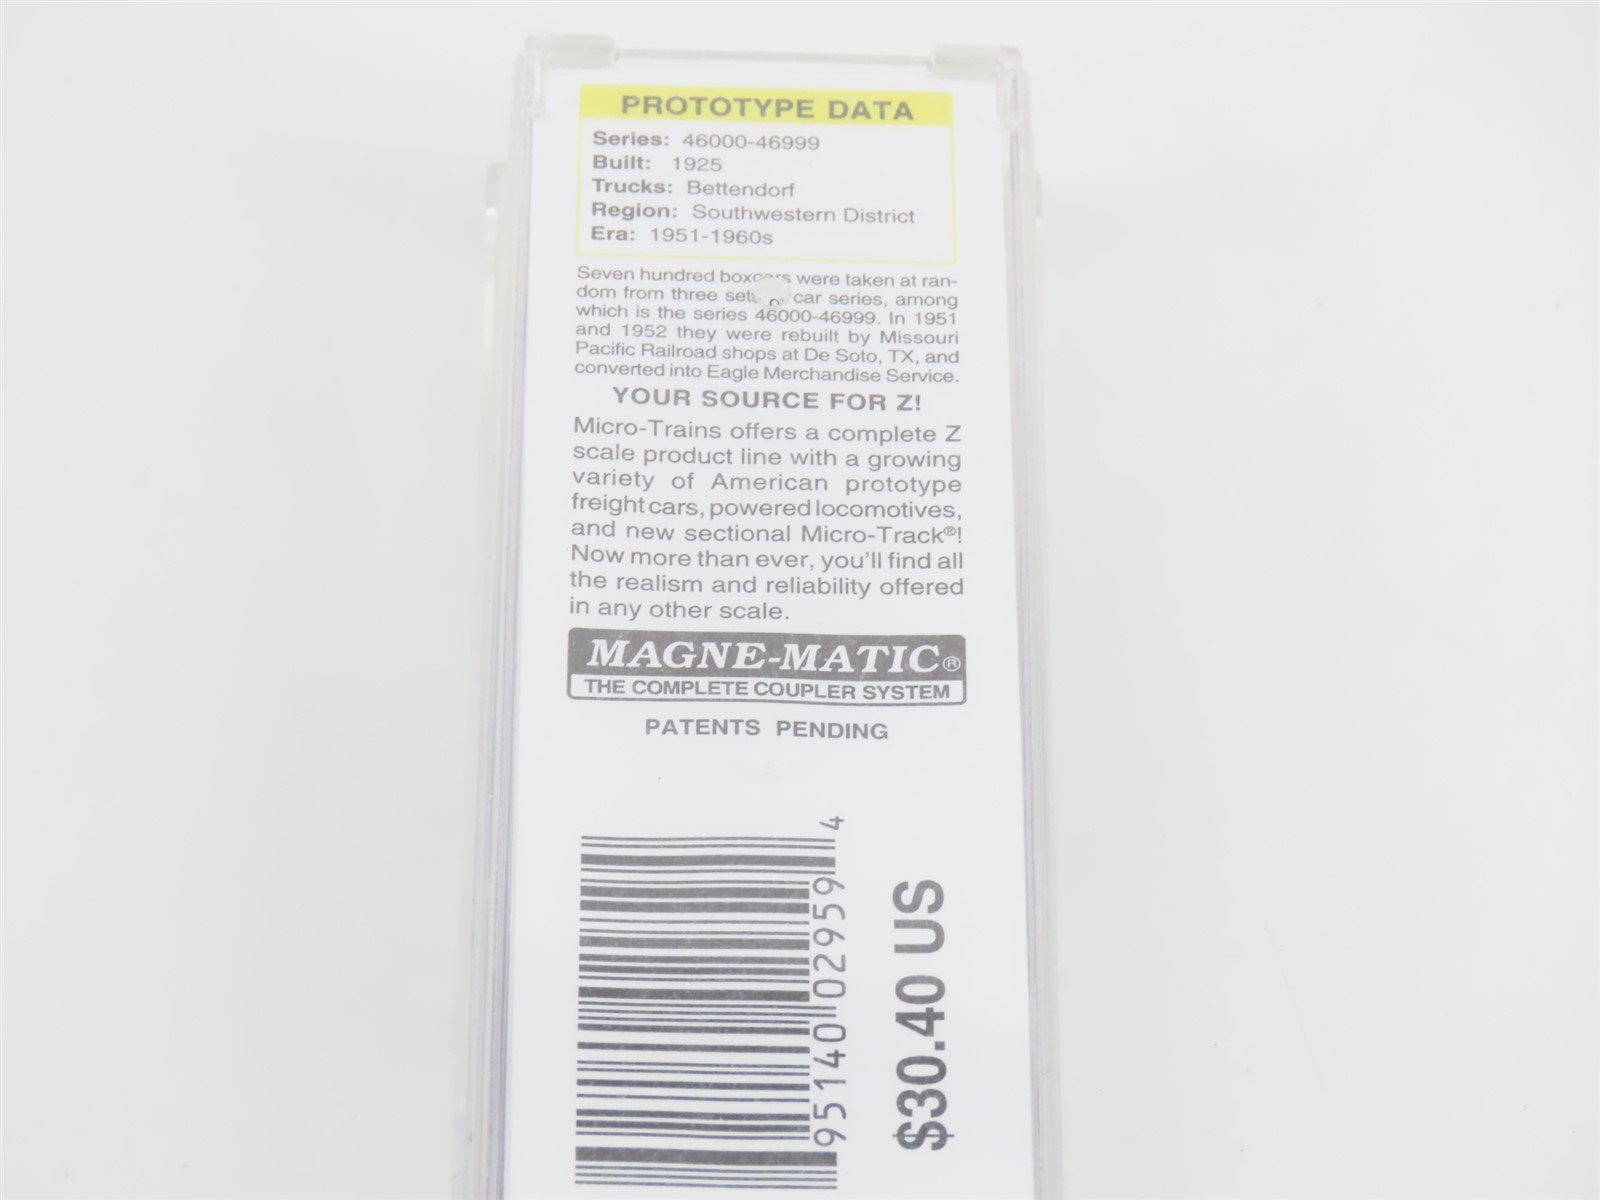 PROTOTYPE DATA
Series: 46000-46999
Built: 1925
Trucks: Bettendorf
Region: Southwestern District
Era: 1951-1960s
Seven hundred boxcars were taken at ran-
dom from three sets of car series, among
which is the series 46000-46999. In 1951
and 1952 they were rebuilt by Missouri
Pacific Railroad shops at De Soto, TX, and
converted into Eagle Merchandise Service.
YOUR SOURCE FOR Z!
Micro-Trains offers a complete Z
scale product line with a growing
variety of American prototype
freight cars, powered locomotives,
and new sectional Micro-Track®!
Now more than ever, you'll find all
the realism and reliability offered
in any other scale.
MAGNE-MATIC®
THE COMPLETE COUPLER SYSTEM
PATENTS PENDING
95140 02959 4
$30.40 US